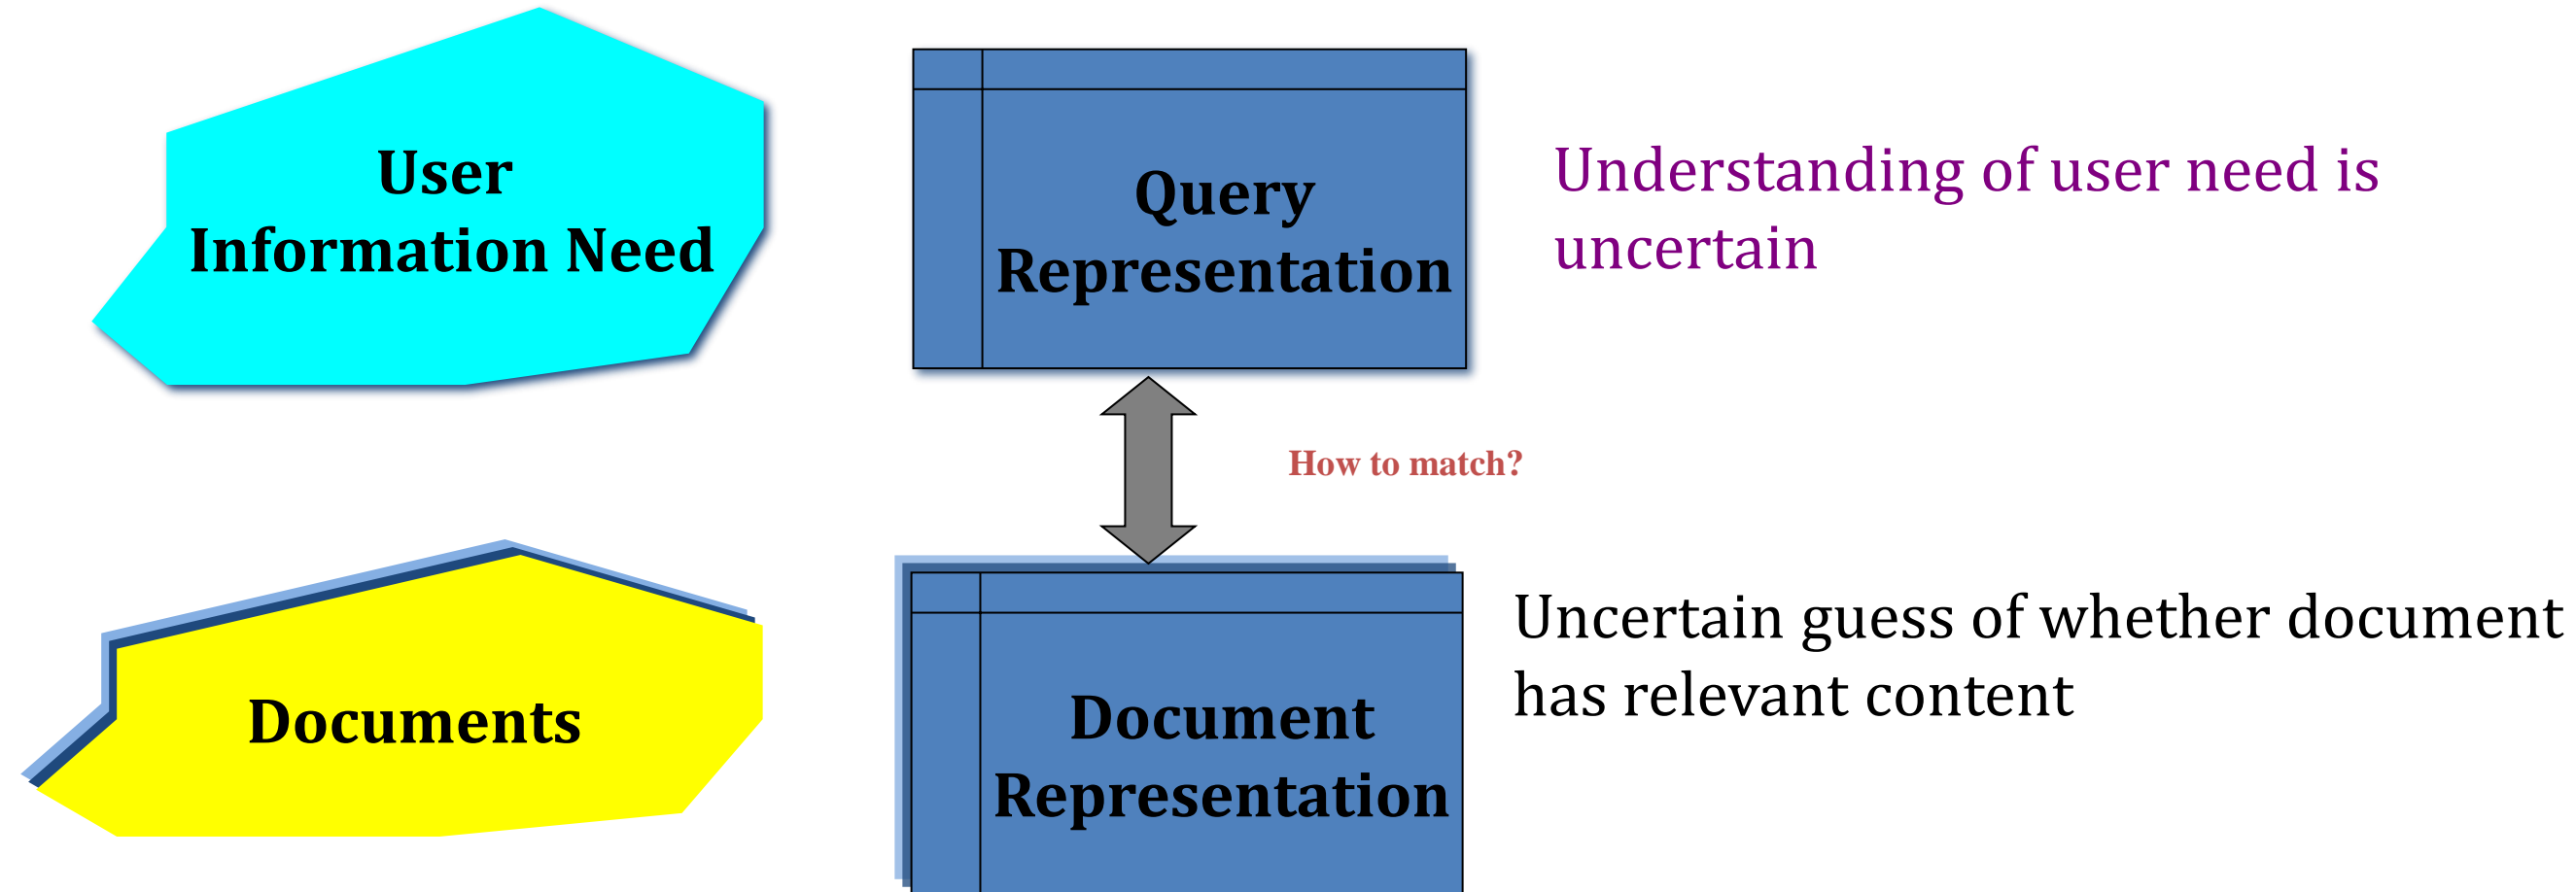 User
Information Need
Query
Representation
Understanding of user need is
uncertain
How to match?
Documents
Document
Representation
Uncertain guess of whether document
has relevant content